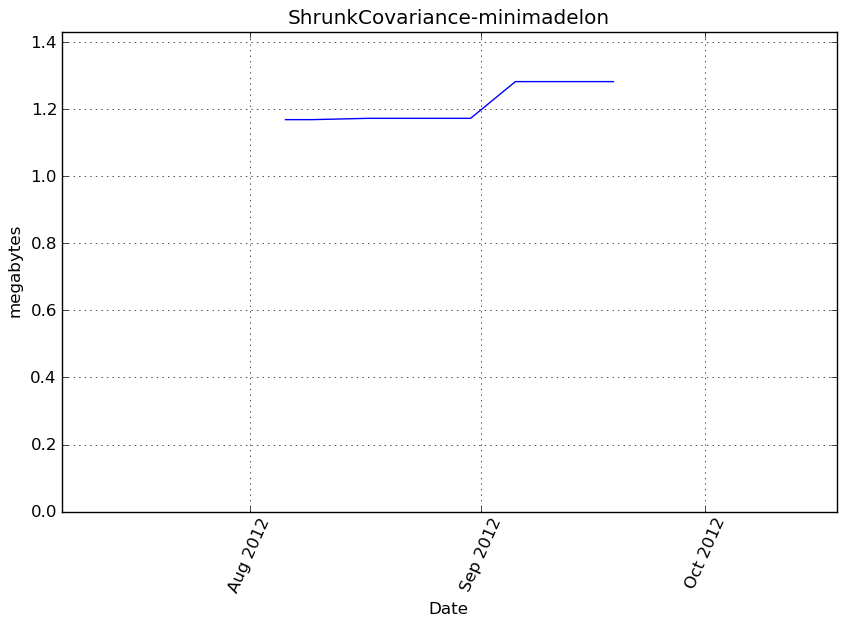 ShrunkCovariance-minimadelon
1.4
1.2
1.0
0.8
0.6
0.4
0.2
0.0
megabytes
Aug 2012
Sep 2012
Oct 2012
Date